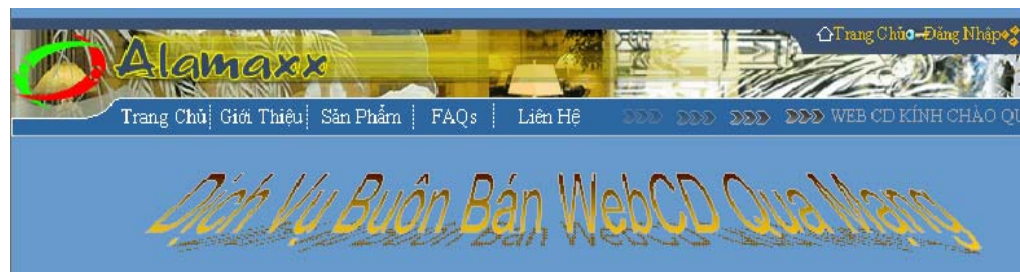 Trang Chủ Đăng Nhập
Alamaxx
Trang Chủ Giới Thiệu Sản Phẩm FAQs Liên Hệ WEB CD KÍNH CHÀO QU
Dịch Vụ Buôn Bán WebCD Qua Mạng